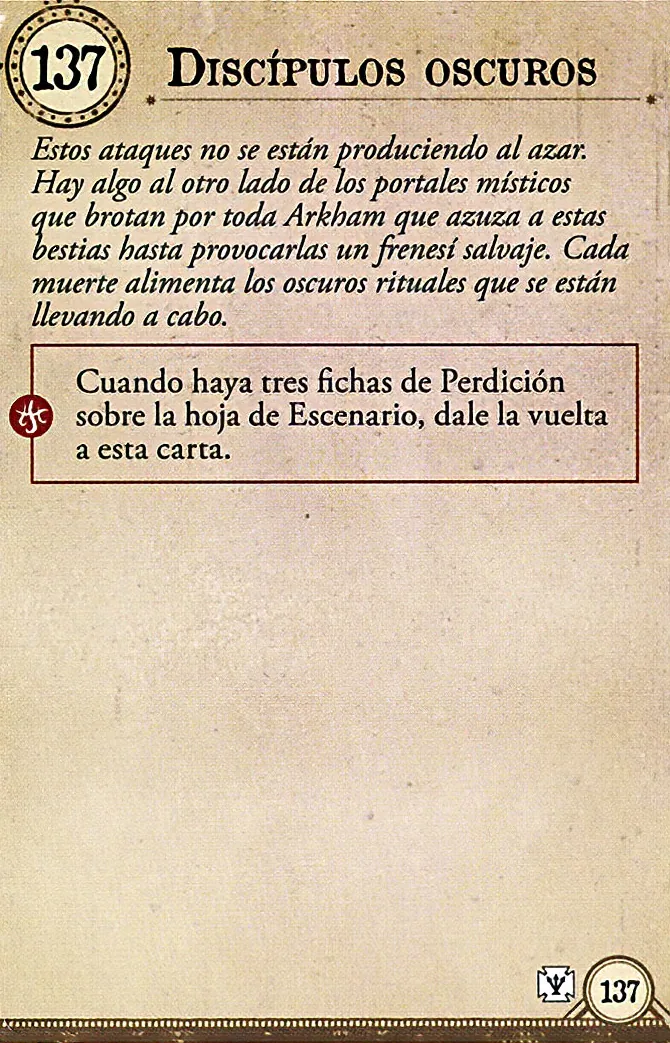 137
Discípulos oscuros
Estos ataques no se están produciendo al azar.
Hay algo al otro lado de los portales místicos
que brotan por toda Arkham que azuza a estas
bestias hasta provocarlas un frenesí salvaje. Cada
muerte alimenta los oscuros rituales que se están
llevando a cabo.
Cuando haya tres fichas de Perdición
sobre la hoja de Escenario, dale la vuelta
a esta carta.
137